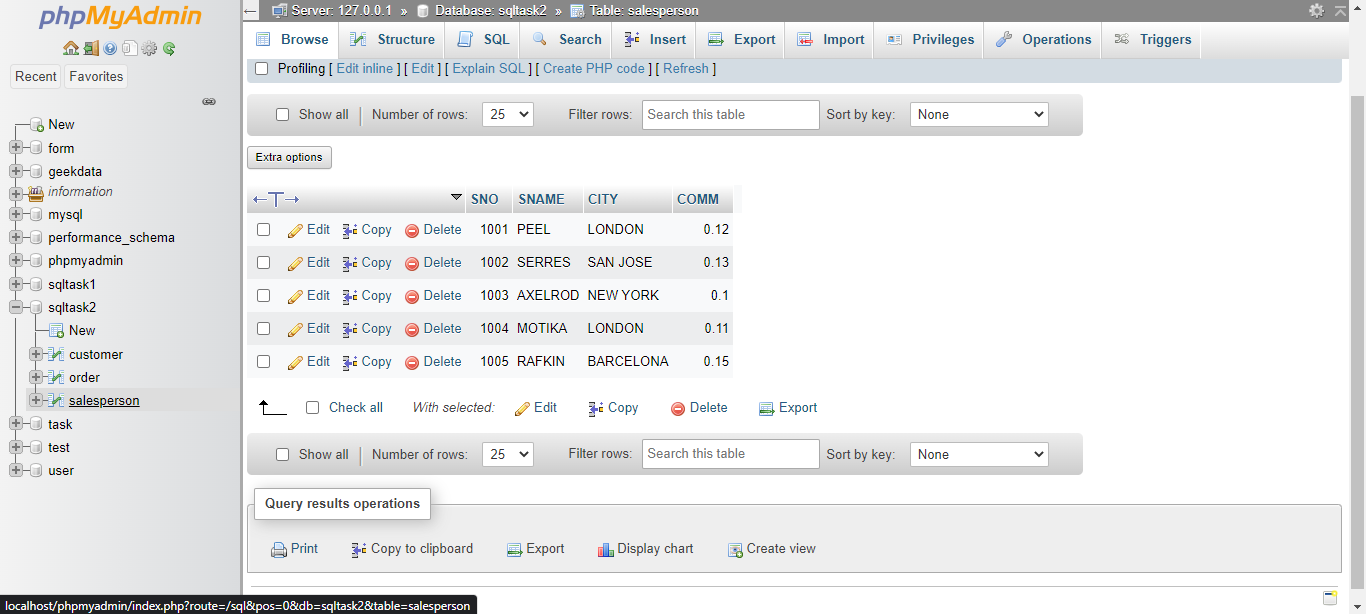 phpMyAdmin
Recent Favorites
New
form
geekdata
information
mysql
performance_schema
phpmyadmin
sqltask1
sqltask2
New
customer
order
salesperson
task
test
user
Server: 127.0.0.1 » Database: sqltask2 » Table: salesperson
Browse Structure SQL Search Insert Export Import Privileges Operations Triggers
Profiling [ Edit inline ] [ Edit ] [ Explain SQL ] [ Create PHP code ] [ Refresh ]
Show all Number of rows: 25 Filter rows: Search this table Sort by key: None
Extra options
←T→ SNO SNAME CITY COMM
Edit Copy Delete 1001 PEEL LONDON 0.12
Edit Copy Delete 1002 SERRES SAN JOSE 0.13
Edit Copy Delete 1003 AXELROD NEW YORK 0.1
Edit Copy Delete 1004 MOTIKA LONDON 0.11
Edit Copy Delete 1005 RAFKIN BARCELONA 0.15
Check all With selected: Edit Copy Delete Export
Show all Number of rows: 25 Filter rows: Search this table Sort by key: None
Query results operations
Print Copy to clipboard Export Display chart Create view
localhost/phpmyadmin/index.php?route=/sql&pos=0&db=sqltask2&table=salesperson